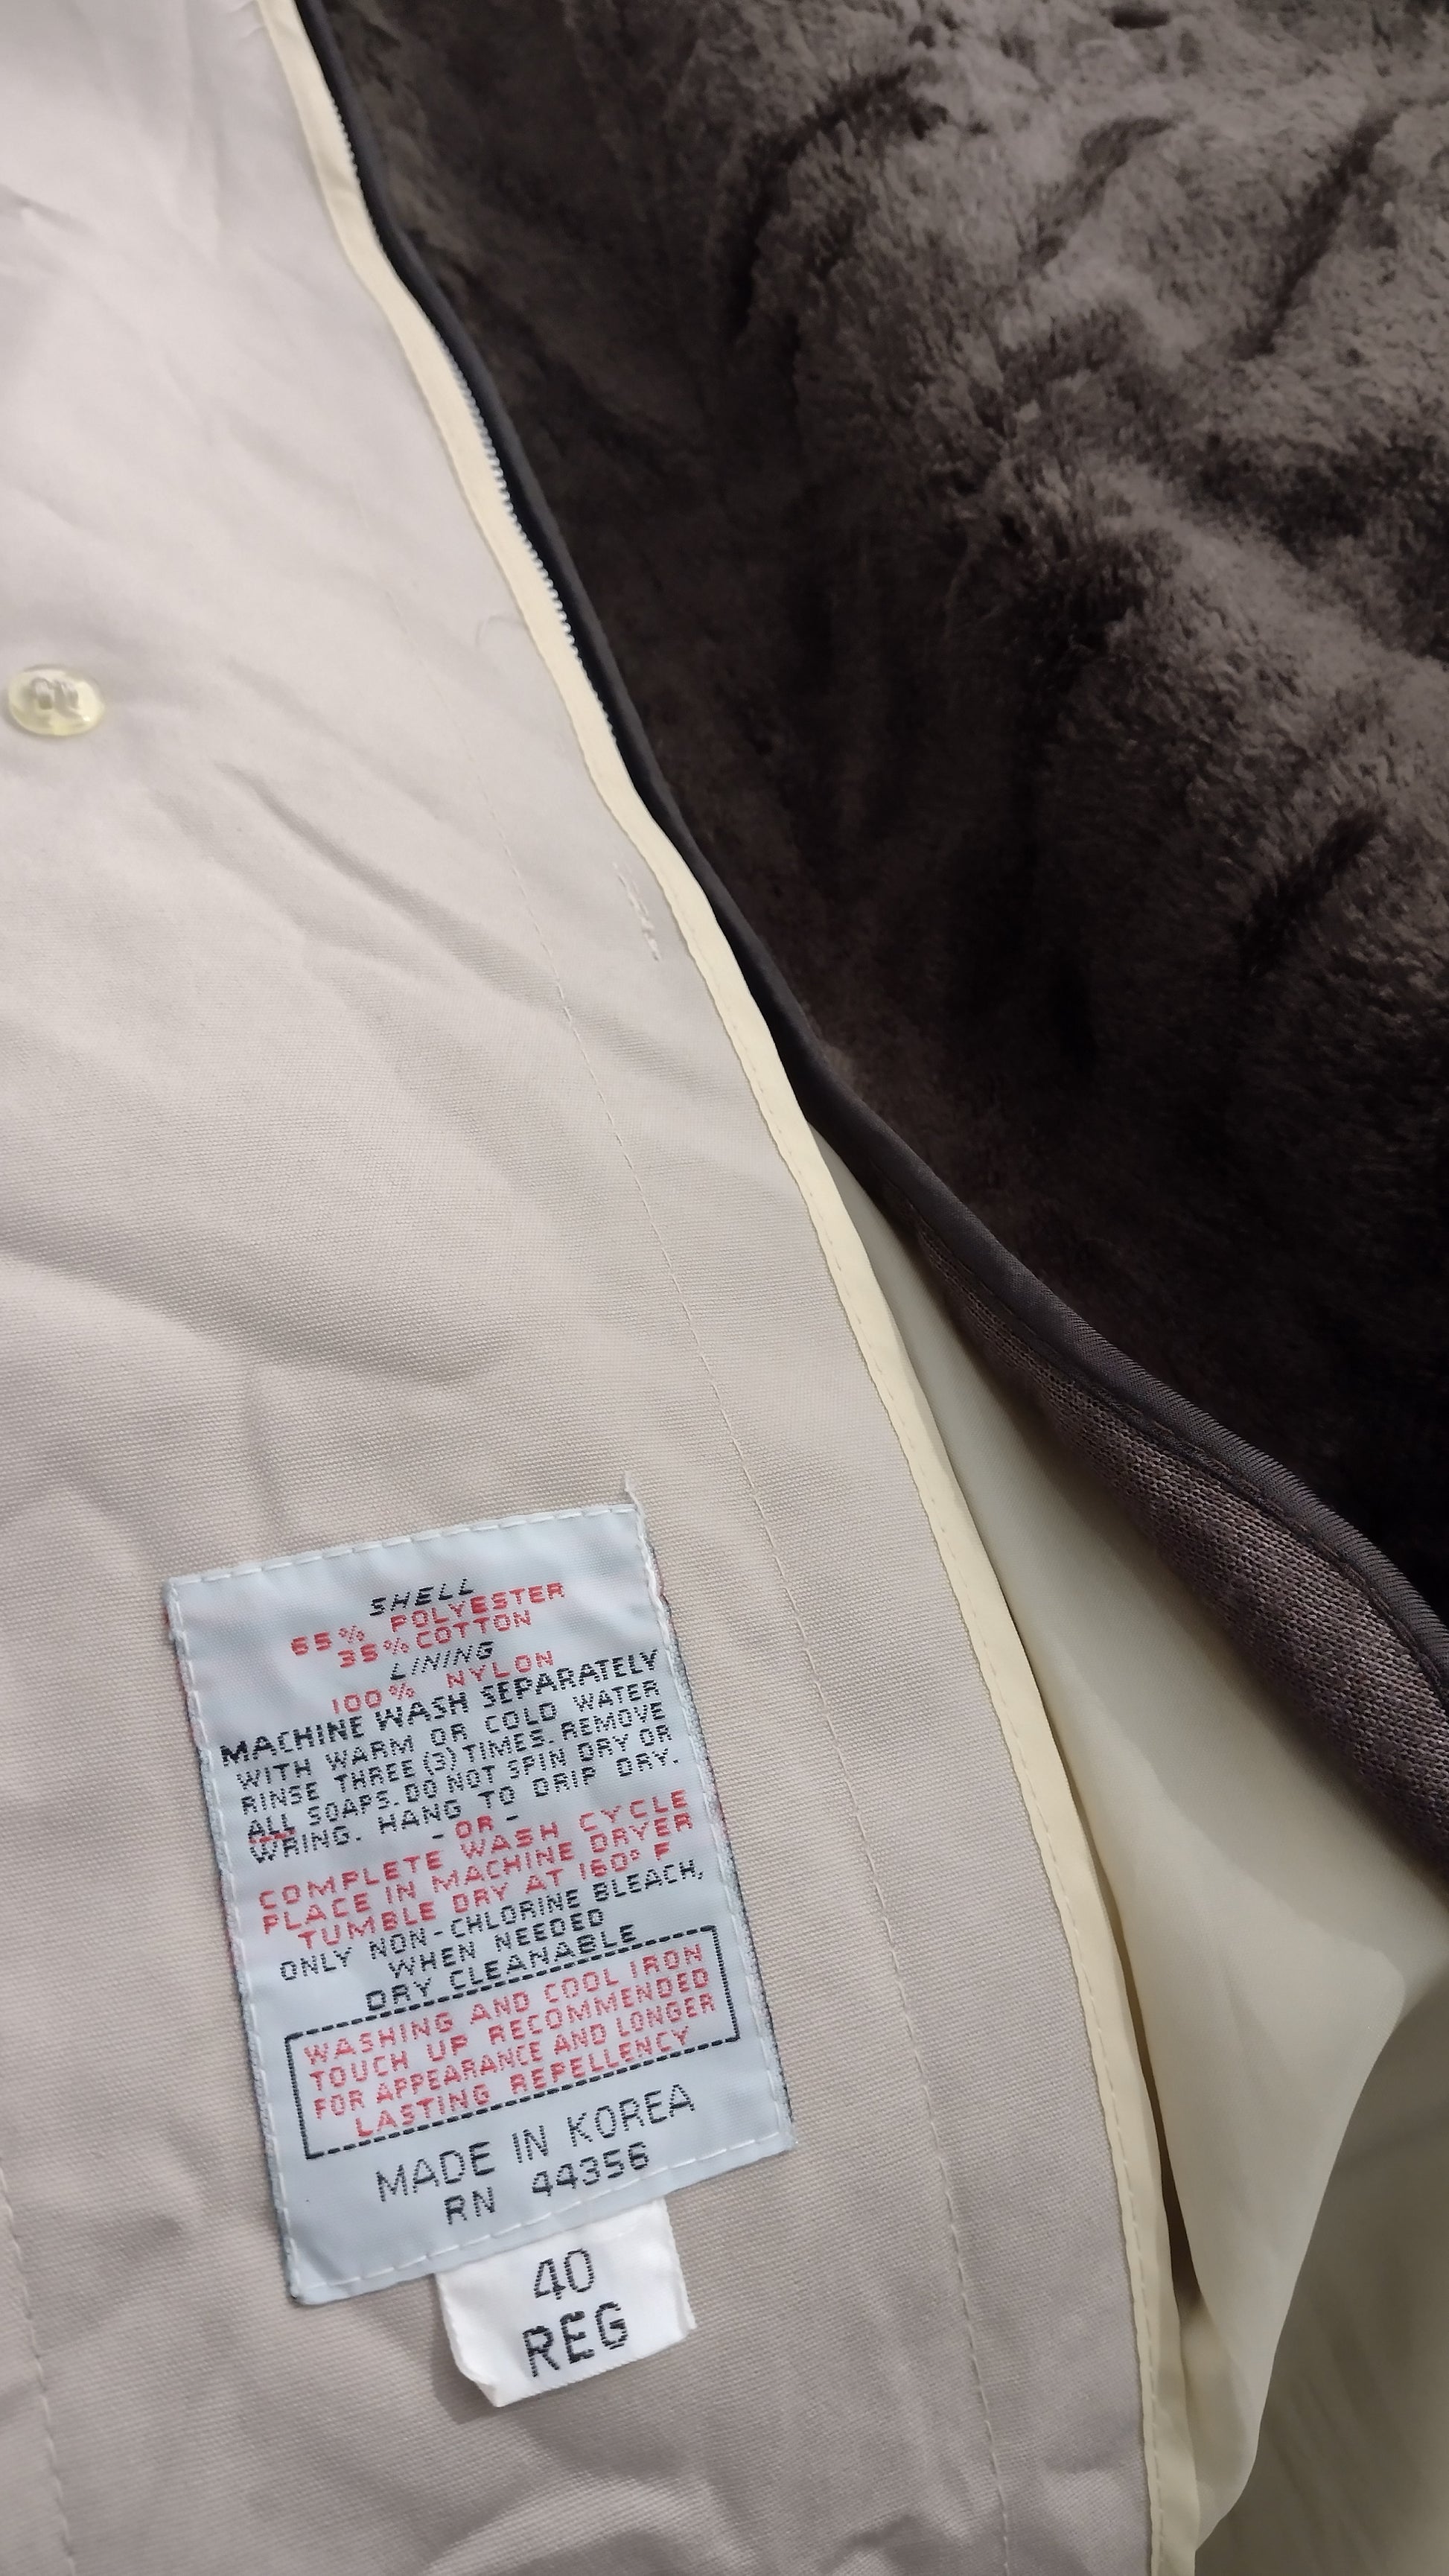 SHELL
65% POLYESTER
35% COTTON
LINING
100% NYLON
MACHINE WASH SEPARATELY
WITH WARM OR COLD WATER
RINSE THREE (3) TIMES. REMOVE
ALL SOAPS. DO NOT SPIN DRY OR
WRING. HANG TO DRIP DRY.
- OR -
COMPLETE WASH CYCLE
PLACE IN MACHINE DRYER
TUMBLE DRY AT 160° F
ONLY NON-CHLORINE BLEACH,
WHEN NEEDED
DRY CLEANABLE
WASHING AND COOL IRON
TOUCH UP RECOMMENDED
FOR APPEARANCE AND LONGER
LASTING REPELLENCY
MADE IN KOREA
RN 44356
40
REG